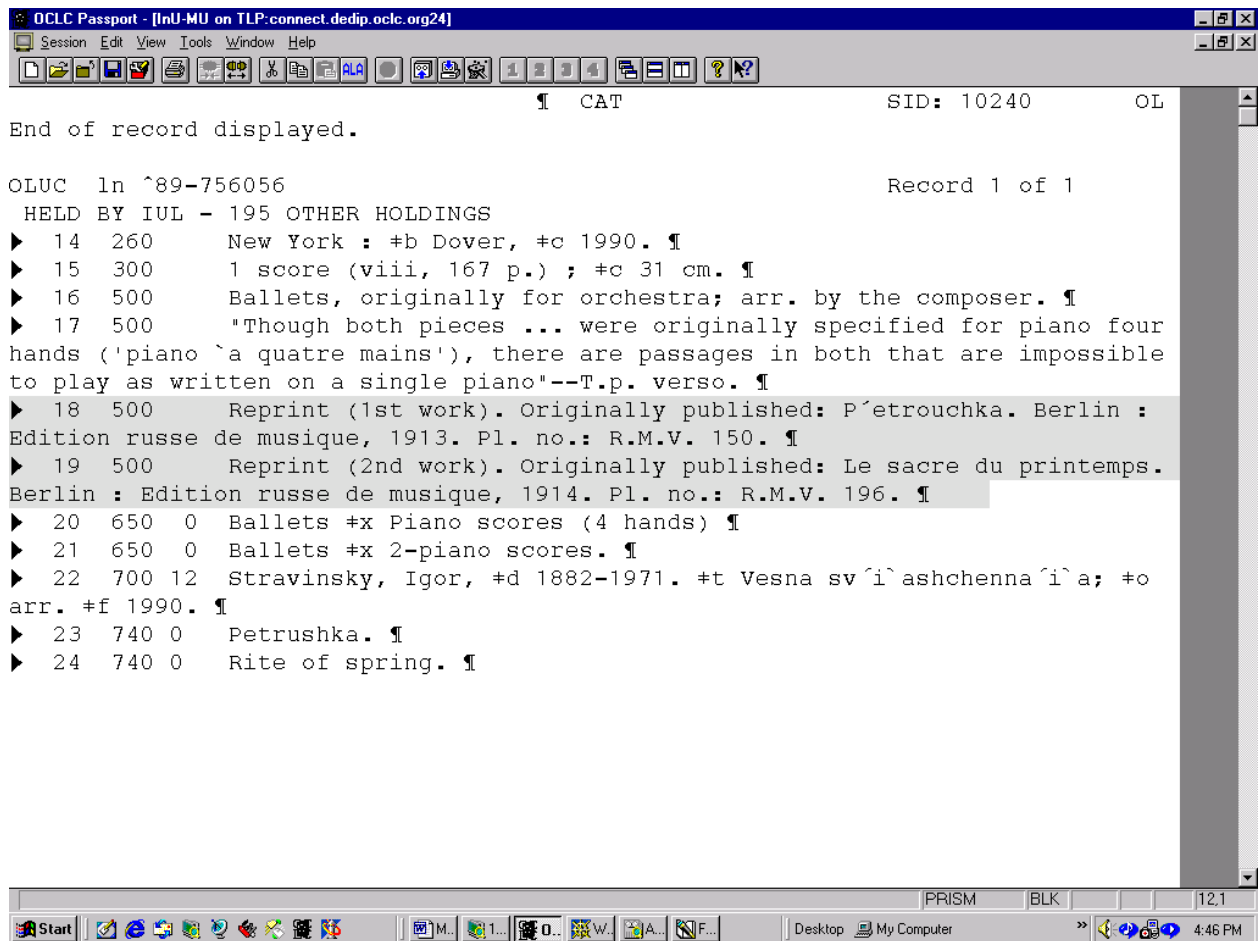 OCLC Passport - [InU-MU on TLP:connect.dedip.oclc.org24]
Session Edit View Tools Window Help
ALA 1 2 3 4
¶ CAT SID: 10240 OL
End of record displayed.
OLUC ln ^89-756056 Record 1 of 1
HELD BY IUL - 195 OTHER HOLDINGS
▶ 14 260 New York : ǂb Dover, ǂc 1990. ¶
▶ 15 300 1 score (viii, 167 p.) ; ǂc 31 cm. ¶
▶ 16 500 Ballets, originally for orchestra; arr. by the composer. ¶
▶ 17 500 "Though both pieces ... were originally specified for piano four
hands ('piano `a quatre mains'), there are passages in both that are impossible
to play as written on a single piano"--T.p. verso. ¶
▶ 18 500 Reprint (1st work). Originally published: P´etrouchka. Berlin :
Edition russe de musique, 1913. Pl. no.: R.M.V. 150. ¶
▶ 19 500 Reprint (2nd work). Originally published: Le sacre du printemps.
Berlin : Edition russe de musique, 1914. Pl. no.: R.M.V. 196. ¶
▶ 20 650 0 Ballets ǂx Piano scores (4 hands) ¶
▶ 21 650 0 Ballets ǂx 2-piano scores. ¶
▶ 22 700 12 Stravinsky, Igor, ǂd 1882-1971. ǂt Vesna sv´i`ashchenna´i`a; ǂo
arr. ǂf 1990. ¶
▶ 23 740 0 Petrushka. ¶
▶ 24 740 0 Rite of spring. ¶
PRISM BLK 12,1
Start M... 1... O... W... A... F... Desktop My Computer » 4:46 PM